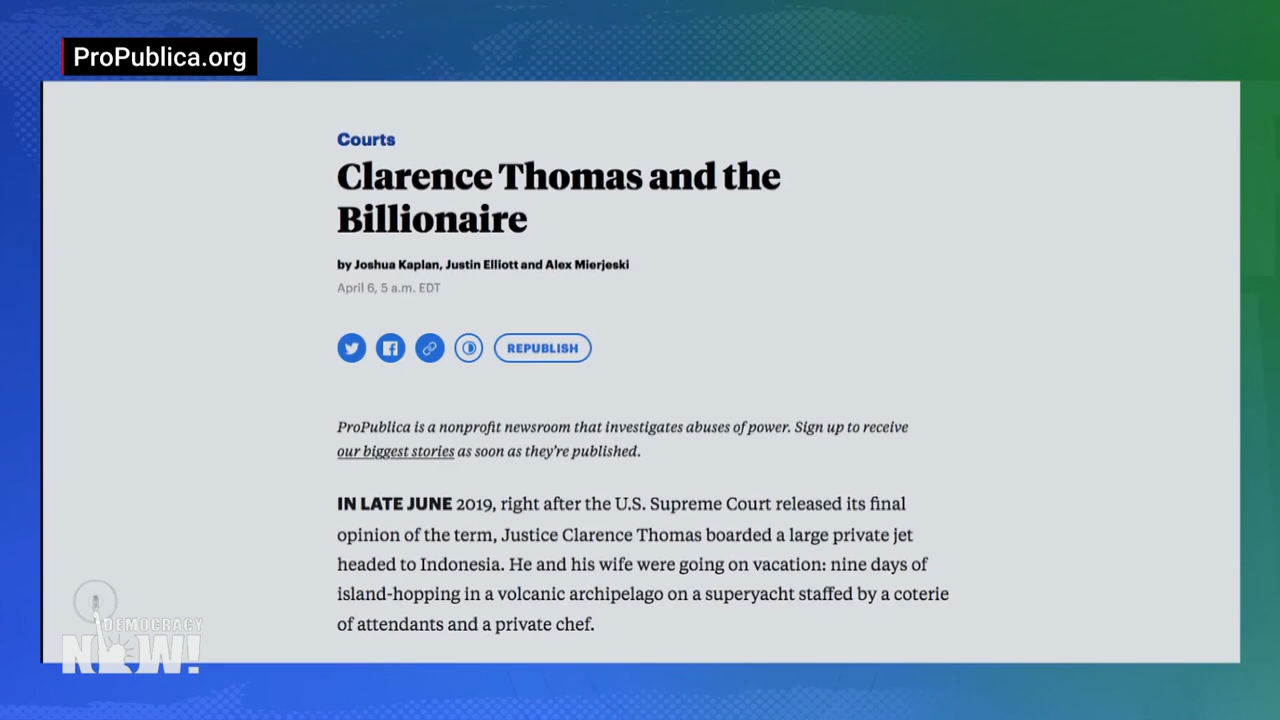 ProPublica.org
Courts
Clarence Thomas and the
Billionaire
by Joshua Kaplan, Justin Elliott and Alex Mierjeski
April 6, 5 a.m. EDT
REPUBLISH
ProPublica is a nonprofit newsroom that investigates abuses of power. Sign up to receive
our biggest stories as soon as they’re published.
IN LATE JUNE 2019, right after the U.S. Supreme Court released its final
opinion of the term, Justice Clarence Thomas boarded a large private jet
headed to Indonesia. He and his wife were going on vacation: nine days of
island-hopping in a volcanic archipelago on a superyacht staffed by a coterie
of attendants and a private chef.
DEMOCRACY
NOW!